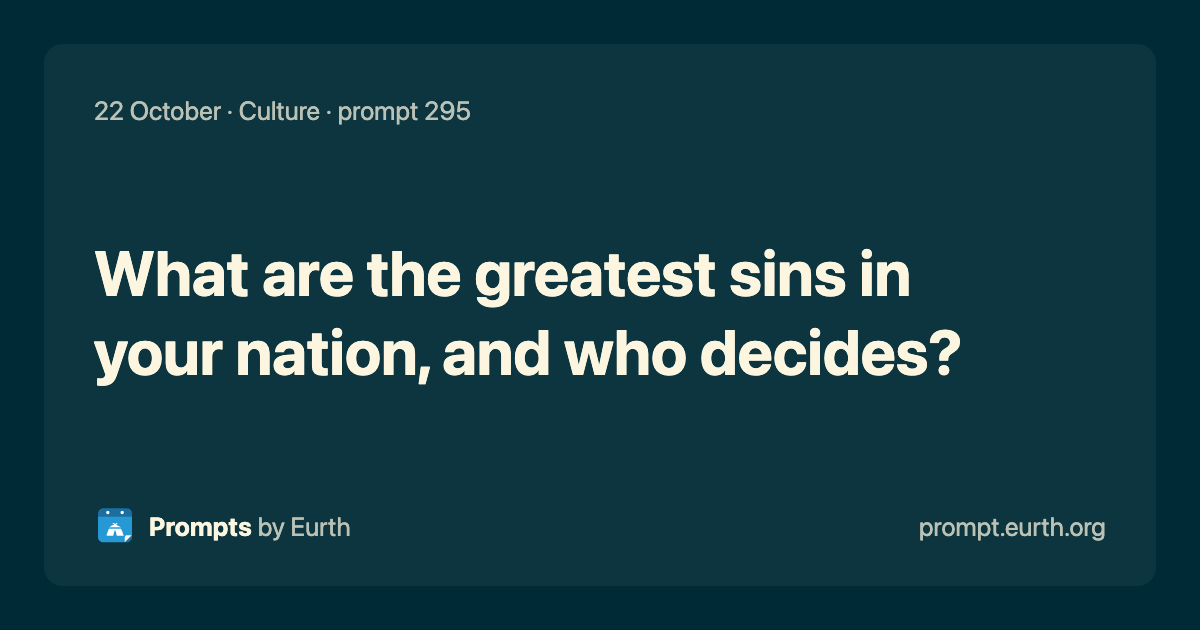 22 October · Culture · prompt 295
What are the greatest sins in
your nation, and who decides?
Prompts by Eurth
prompt.eurth.org